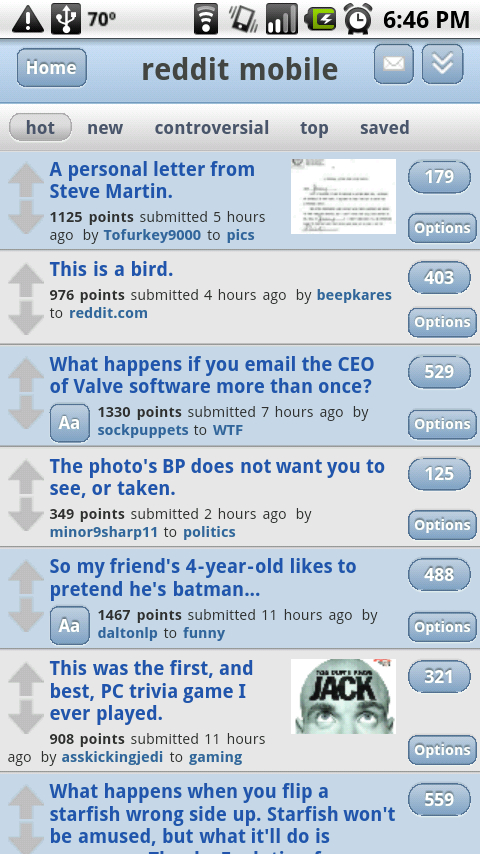 70° 6:46 PM
Home reddit mobile
hot new controversial top saved
A personal letter from
Steve Martin.
179
1125 points submitted 5 hours
ago by Tofurkey9000 to pics
Options
This is a bird.
403
976 points submitted 4 hours ago by beepkares
to reddit.com
Options
What happens if you email the CEO
of Valve software more than once?
529
Aa
1330 points submitted 7 hours ago by
sockpuppets to WTF
Options
The photo's BP does not want you to
see, or taken.
125
349 points submitted 2 hours ago by
minor9sharp11 to politics
Options
So my friend's 4-year-old likes to
pretend he's batman...
488
Aa
1467 points submitted 11 hours ago by
daltonlp to funny
Options
This was the first, and
best, PC trivia game I
ever played.
JACK
321
908 points submitted 11 hours
ago by asskickingjedi to gaming
Options
What happens when you flip a
starfish wrong side up. Starfish won't
be amused, but what it'll do is
559